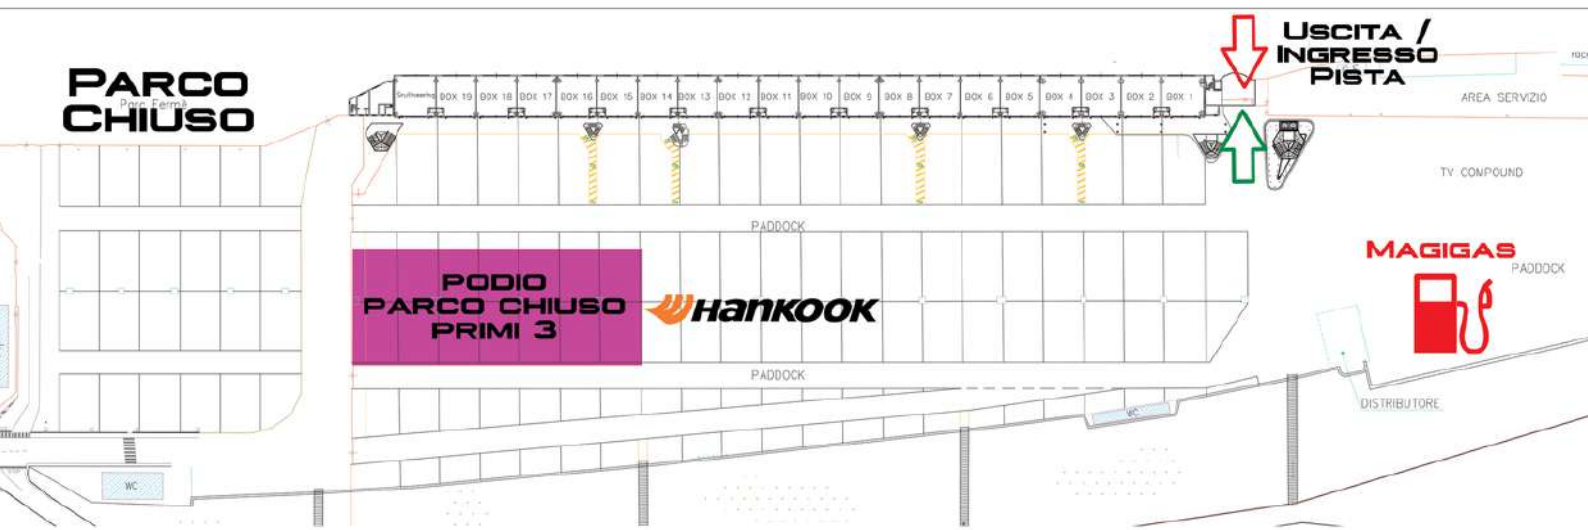 PARCO
CHIUSO
Parc Fermè
USCITA /
INGRESSO
PISTA
BOX 19
BOX 18
BOX 17
BOX 16
BOX 15
BOX 14
BOX 13
BOX 12
BOX 11
BOX 10
BOX 9
BOX 8
BOX 7
BOX 6
BOX 5
BOX 4
BOX 3
BOX 2
BOX 1
AREA SERVIZIO
TV COMPOUND
PADDOCK
MAGIGAS
PADDOCK
PODIO
PARCO CHIUSO
PRIMI 3
HANKOOK
PADDOCK
DISTRIBUTORE
WC
WC